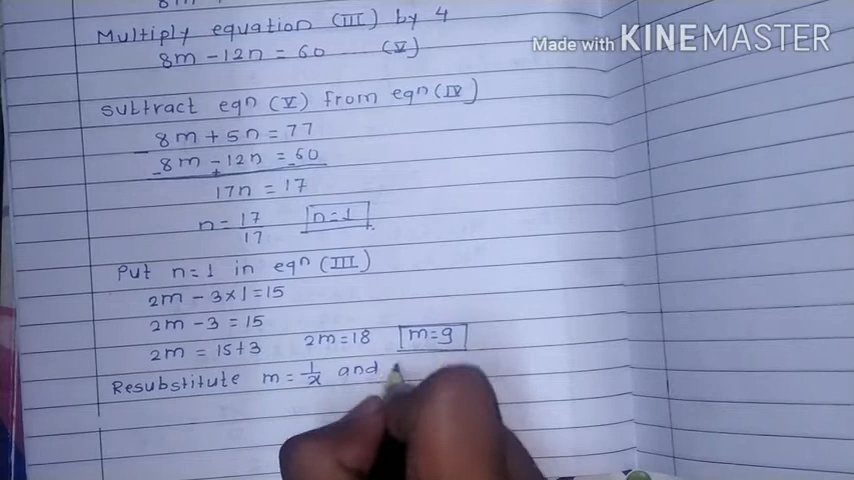 Multiply equation (III) by 4
8m - 12n = 60 (V)
Made with KINEMASTER
subtract eqn (V) from eqn (IV)
8m + 5n = 77
8m - 12n = 60
- + -
17n = 17
n = 17/17 n = 1
Put n=1 in eqn (III)
2m - 3×1 = 15
2m - 3 = 15
2m = 15+3 2m = 18 m = 9
Resubstitute m = 1/x and